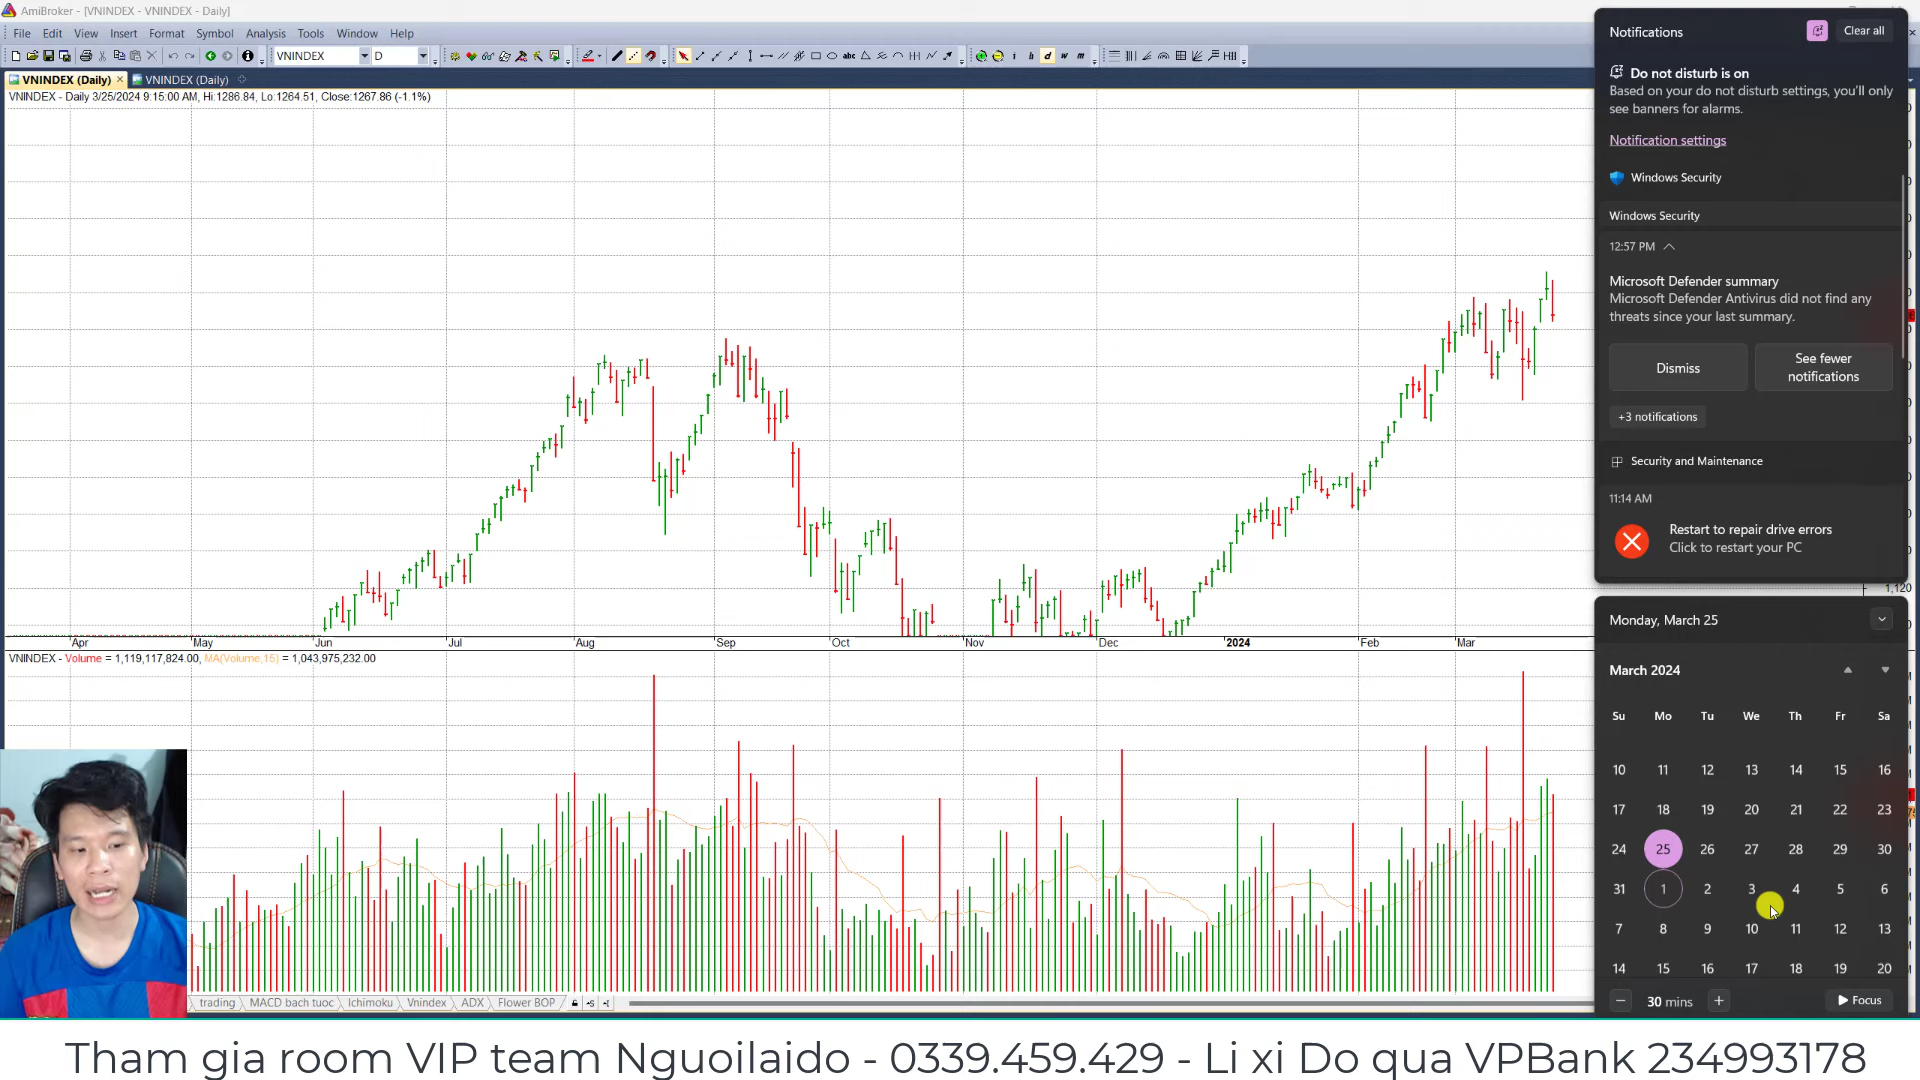 AmiBroker - [VNINDEX - VNINDEX - Daily]
File Edit View Insert Format Symbol Analysis Tools Window Help
VNINDEX D
abc
i h d w m
VNINDEX (Daily) VNINDEX (Daily)
VNINDEX - Daily 3/25/2024 9:15:00 AM, Hi:1286.84, Lo:1264.51, Close:1267.86 (-1.1%)
1,120
Apr May Jun Jul Aug Sep Oct Nov Dec 2024 Feb Mar
VNINDEX - Volume = 1,119,117,824.00, MA(Volume,15) = 1,043,975,232.00
trading MACD bach tuoc Ichimoku Vnindex ADX Flower BOP
Notifications
Clear all
Do not disturb is on
Based on your do not disturb settings, you'll only
see banners for alarms.
Notification settings
Windows Security
Windows Security
12:57 PM
Microsoft Defender summary
Microsoft Defender Antivirus did not find any
threats since your last summary.
Dismiss
See fewer
notifications
+3 notifications
Security and Maintenance
11:14 AM
Restart to repair drive errors
Click to restart your PC
Monday, March 25
March 2024
Su Mo Tu We Th Fr Sa
10 11 12 13 14 15 16
17 18 19 20 21 22 23
24 25 26 27 28 29 30
31 1 2 3 4 5 6
7 8 9 10 11 12 13
14 15 16 17 18 19 20
30 mins
Focus
Tham gia room VIP team Nguoilaido - 0339.459.429 - Li xi Do qua VPBank 234993178